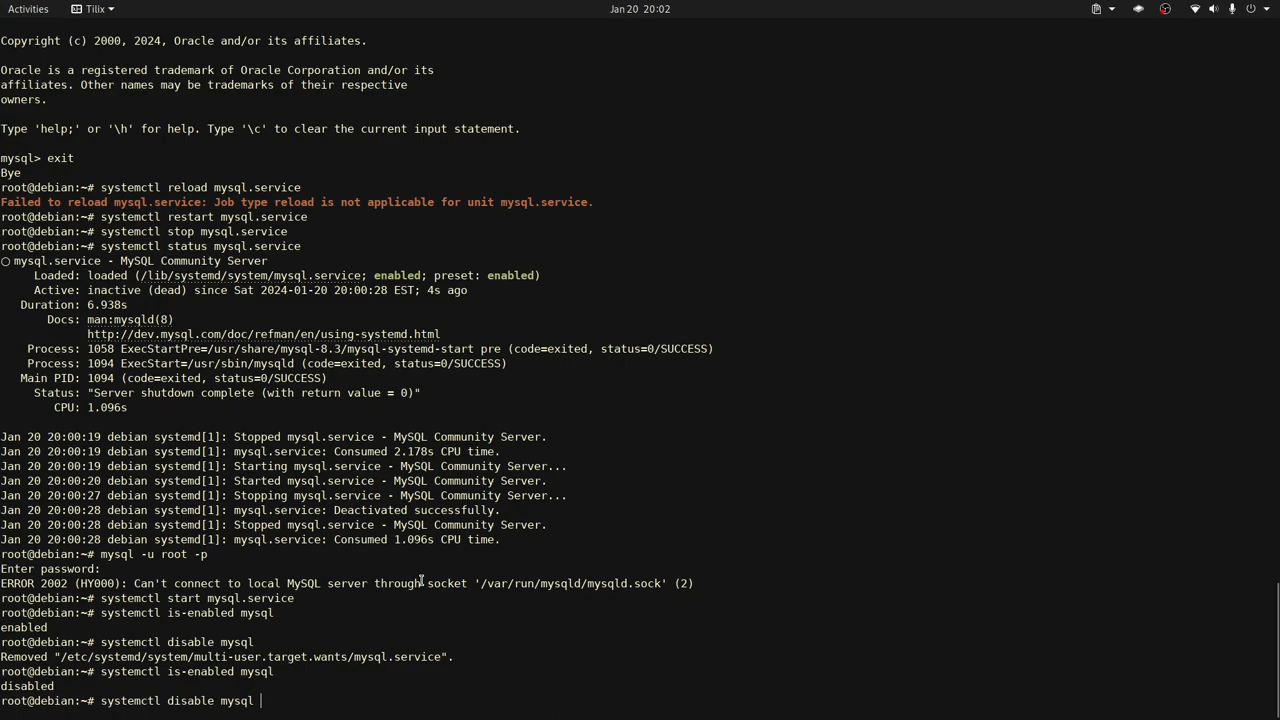 Activities
Tilix
Jan 20 20:02
Copyright (c) 2000, 2024, Oracle and/or its affiliates.
Oracle is a registered trademark of Oracle Corporation and/or its
affiliates. Other names may be trademarks of their respective
owners.
Type 'help;' or '\h' for help. Type '\c' to clear the current input statement.
mysql> exit
Bye
root@debian:~# systemctl reload mysql.service
Failed to reload mysql.service: Job type reload is not applicable for unit mysql.service.
root@debian:~# systemctl restart mysql.service
root@debian:~# systemctl stop mysql.service
root@debian:~# systemctl status mysql.service
○ mysql.service - MySQL Community Server
Loaded: loaded (/lib/systemd/system/mysql.service; enabled; preset: enabled)
Active: inactive (dead) since Sat 2024-01-20 20:00:28 EST; 4s ago
Duration: 6.938s
Docs: man:mysqld(8)
http://dev.mysql.com/doc/refman/en/using-systemd.html
Process: 1058 ExecStartPre=/usr/share/mysql-8.3/mysql-systemd-start pre (code=exited, status=0/SUCCESS)
Process: 1094 ExecStart=/usr/sbin/mysqld (code=exited, status=0/SUCCESS)
Main PID: 1094 (code=exited, status=0/SUCCESS)
Status: "Server shutdown complete (with return value = 0)"
CPU: 1.096s
Jan 20 20:00:19 debian systemd[1]: Stopped mysql.service - MySQL Community Server.
Jan 20 20:00:19 debian systemd[1]: mysql.service: Consumed 2.178s CPU time.
Jan 20 20:00:19 debian systemd[1]: Starting mysql.service - MySQL Community Server...
Jan 20 20:00:20 debian systemd[1]: Started mysql.service - MySQL Community Server.
Jan 20 20:00:27 debian systemd[1]: Stopping mysql.service - MySQL Community Server...
Jan 20 20:00:28 debian systemd[1]: mysql.service: Deactivated successfully.
Jan 20 20:00:28 debian systemd[1]: Stopped mysql.service - MySQL Community Server.
Jan 20 20:00:28 debian systemd[1]: mysql.service: Consumed 1.096s CPU time.
root@debian:~# mysql -u root -p
Enter password:
ERROR 2002 (HY000): Can't connect to local MySQL server through socket '/var/run/mysqld/mysqld.sock' (2)
root@debian:~# systemctl start mysql.service
root@debian:~# systemctl is-enabled mysql
enabled
root@debian:~# systemctl disable mysql
Removed "/etc/systemd/system/multi-user.target.wants/mysql.service".
root@debian:~# systemctl is-enabled mysql
disabled
root@debian:~# systemctl disable mysql